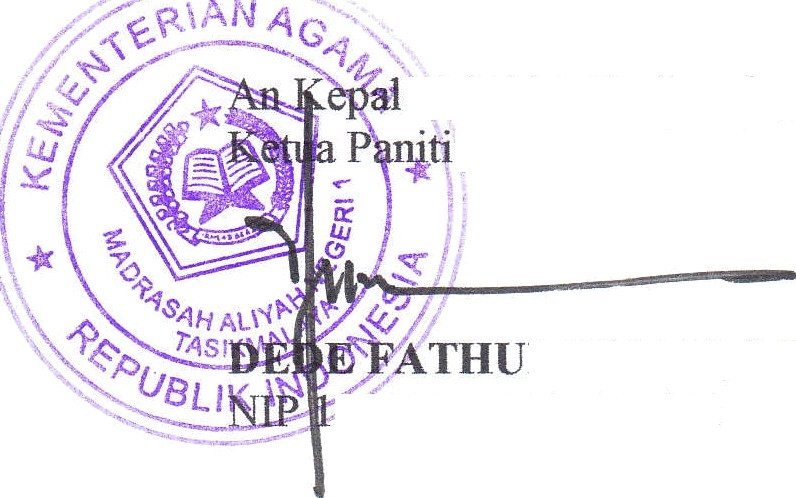 KEMENTERIAN AGAMA
REPUBLIK INDONESIA
MADRASAH ALIYAH NEGERI 1
TASIKMALAYA
An Kepal
Ketua Paniti
DEDE FATHU
NIP 1